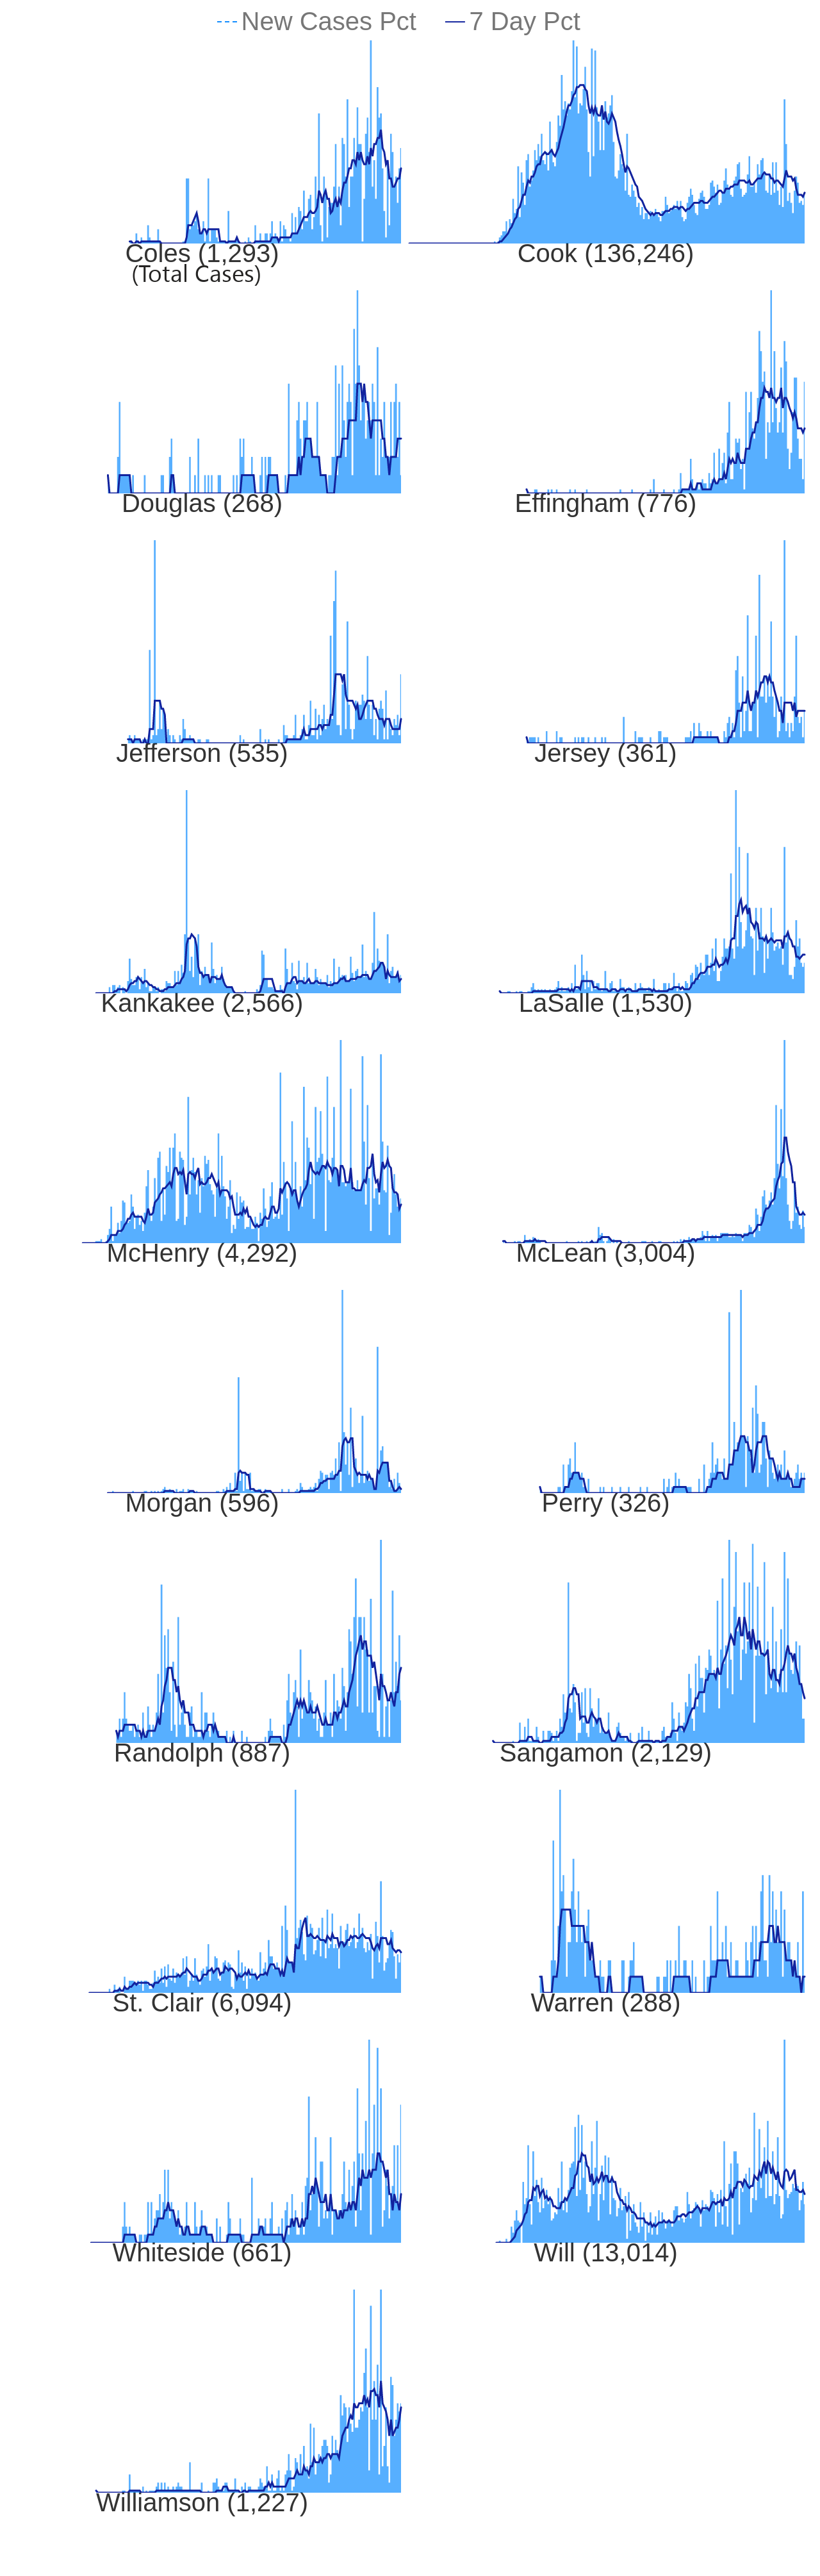 New Cases Pct 7 Day Pct
Coles (1,293) Cook (136,246)
(Total Cases)
Douglas (268) Effingham (776)
Jefferson (535) Jersey (361)
Kankakee (2,566) LaSalle (1,530)
McHenry (4,292) McLean (3,004)
Morgan (596) Perry (326)
Randolph (887) Sangamon (2,129)
St. Clair (6,094) Warren (288)
Whiteside (661) Will (13,014)
Williamson (1,227)